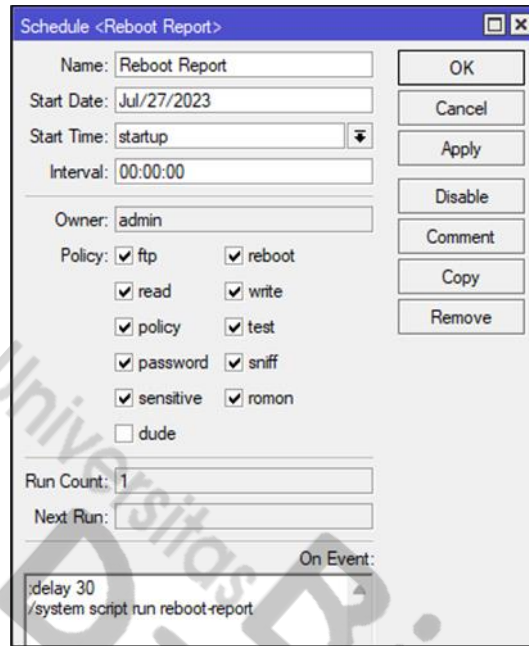 Schedule <Reboot Report>
Name: Reboot Report
OK
Start Date: Jul/27/2023
Cancel
Start Time: startup
Apply
Interval: 00:00:00
Disable
Owner: admin
Comment
Policy: ftp reboot
Copy
read write
Remove
policy test
password sniff
sensitive romon
dude
Run Count: 1
Next Run:
On Event:
:delay 30
/system script run reboot-report
Universitas